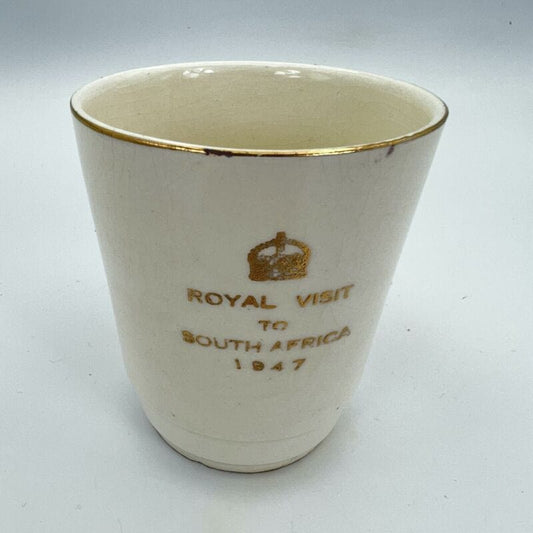 ROYAL VISIT
TO
SOUTH AFRICA
1947